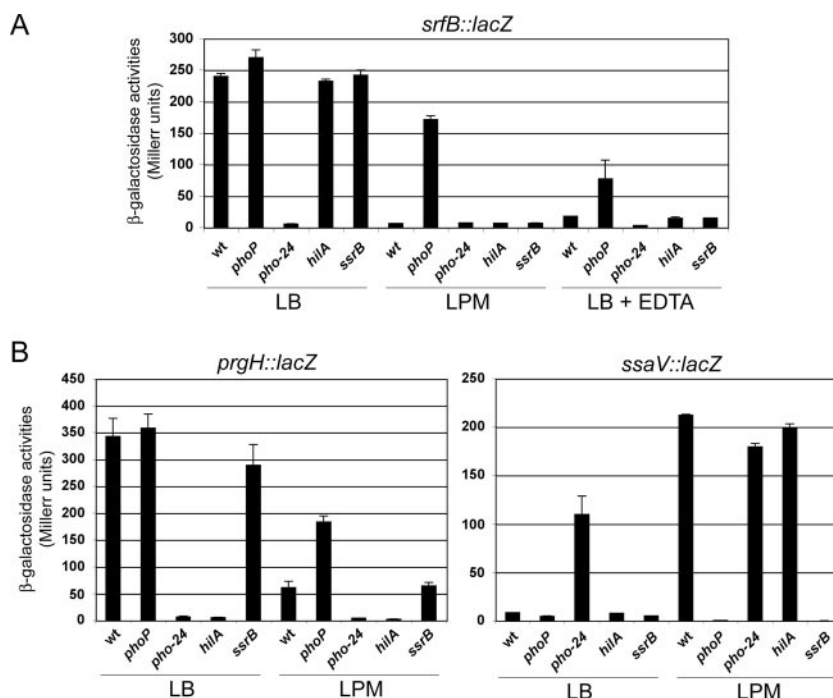 A
srfB::lacZ
β-galactosidase activities
(Millerr units)
300
250
200
150
100
50
0
wt phoP pho-24 hilA ssrB wt phoP pho-24 hilA ssrB wt phoP pho-24 hilA ssrB
LB LPM LB + EDTA
B
prgH::lacZ
β-galactosidase activities
(Millerr units)
450
400
350
300
250
200
150
100
50
0
wt phoP pho-24 hilA ssrB wt phoP pho-24 hilA ssrB
LB LPM
ssaV::lacZ
250
200
150
100
50
0
wt phoP pho-24 hilA ssrB wt phoP pho-24 hilA ssrB
LB LPM